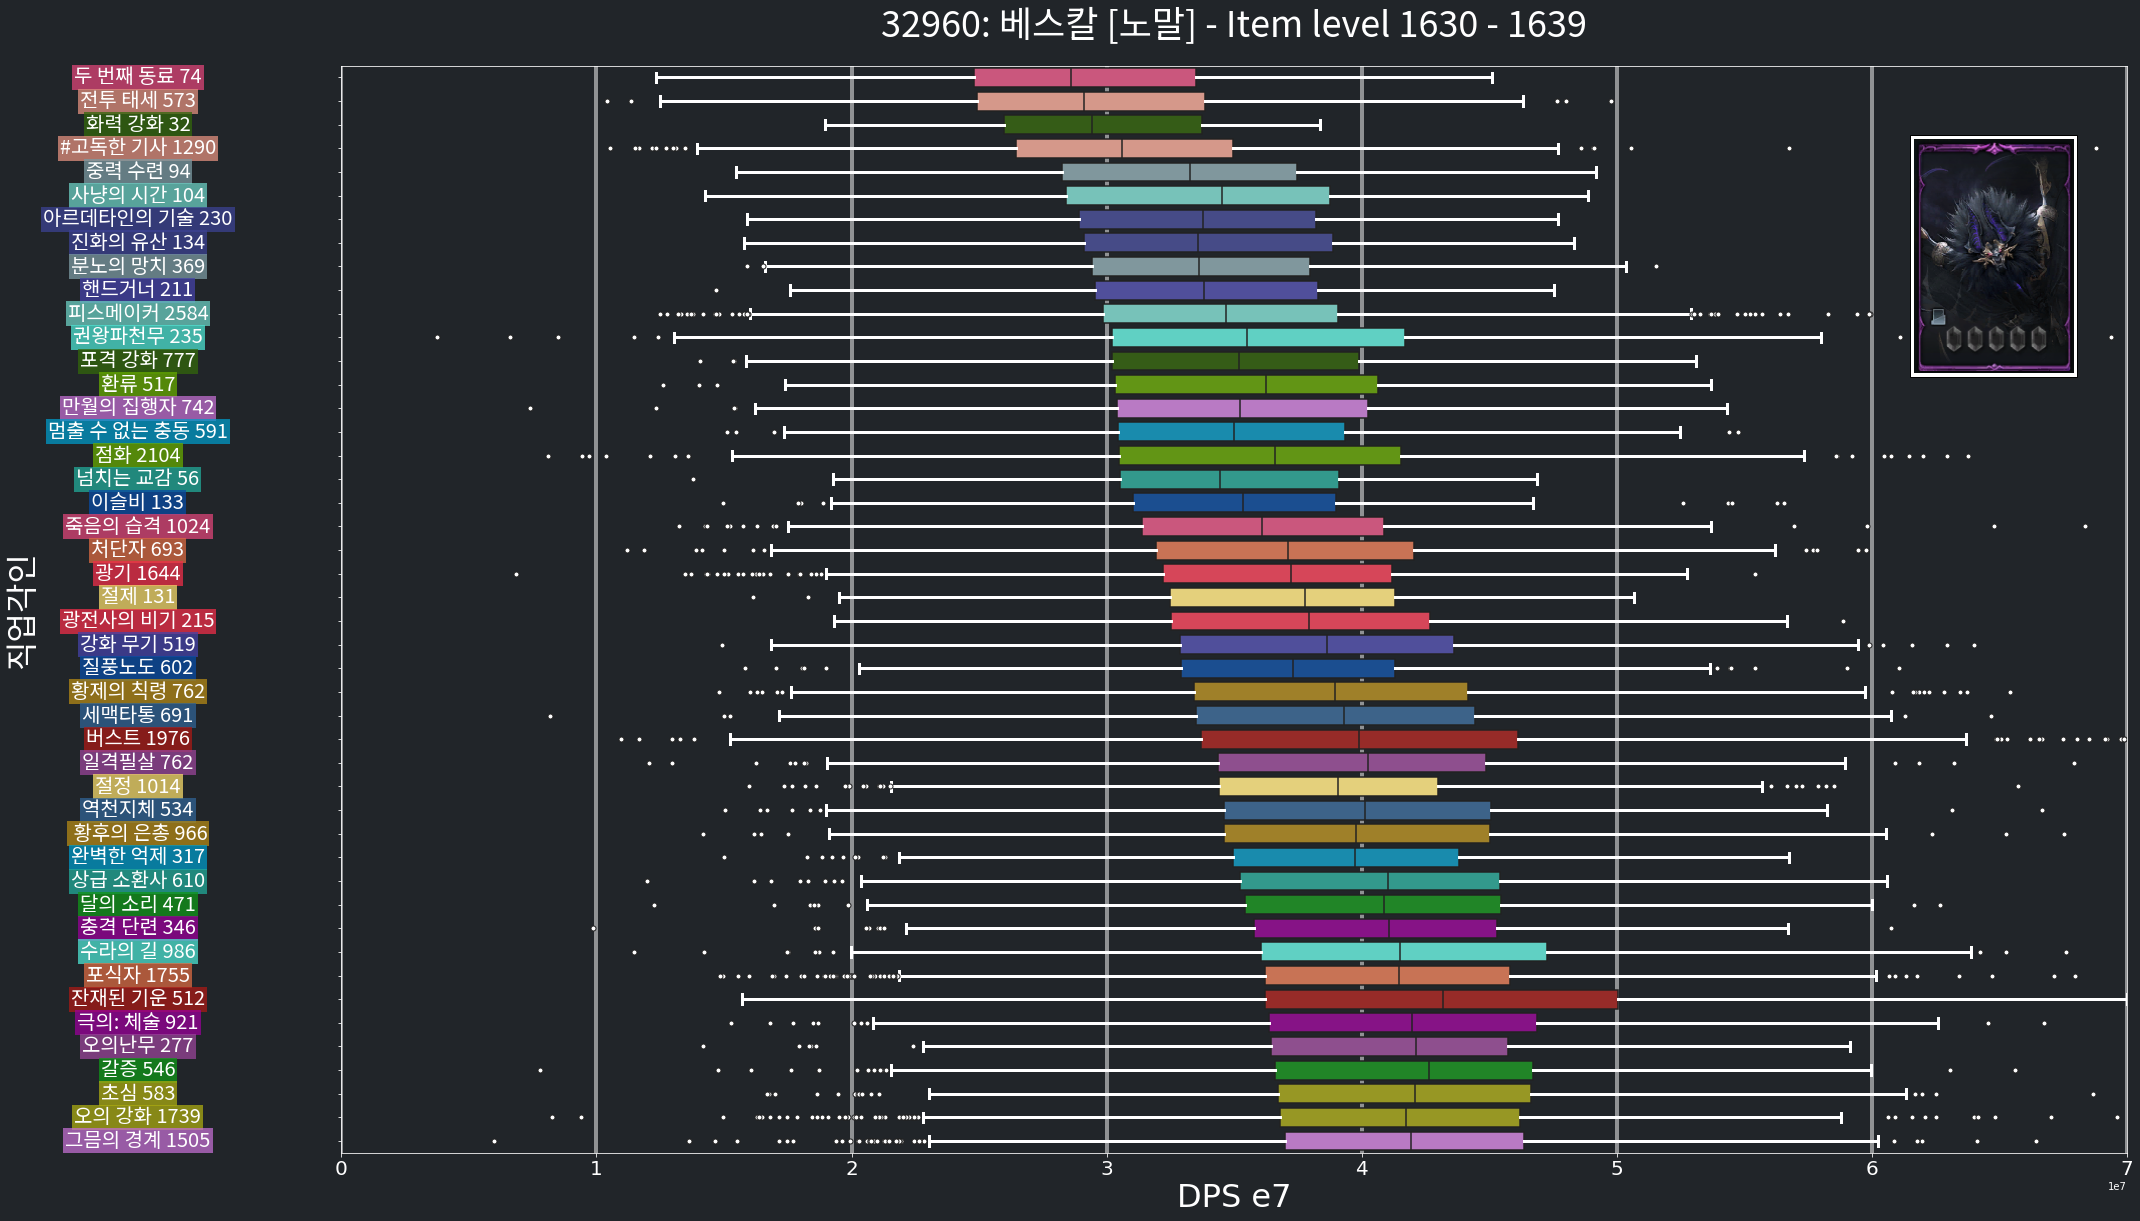 32960: 베스칼 [노말] - Item level 1630 - 1639
직업각인
두 번째 동료 74
전투 태세 573
화력 강화 32
#고독한 기사 1290
중력 수련 94
사냥의 시간 104
아르데타인의 기술 230
진화의 유산 134
분노의 망치 369
핸드거너 211
피스메이커 2584
권왕파천무 235
포격 강화 777
환류 517
만월의 집행자 742
멈출 수 없는 충동 591
점화 2104
넘치는 교감 56
이슬비 133
죽음의 습격 1024
처단자 693
광기 1644
절제 131
광전사의 비기 215
강화 무기 519
질풍노도 602
황제의 칙령 762
세맥타통 691
버스트 1976
일격필살 762
절정 1014
역천지체 534
황후의 은총 966
완벽한 억제 317
상급 소환사 610
달의 소리 471
충격 단련 346
수라의 길 986
포식자 1755
잔재된 기운 512
극의: 체술 921
오의난무 277
갈증 546
초심 583
오의 강화 1739
그믐의 경계 1505
0 1 2 3 4 5 6 7
DPS e7
1e7